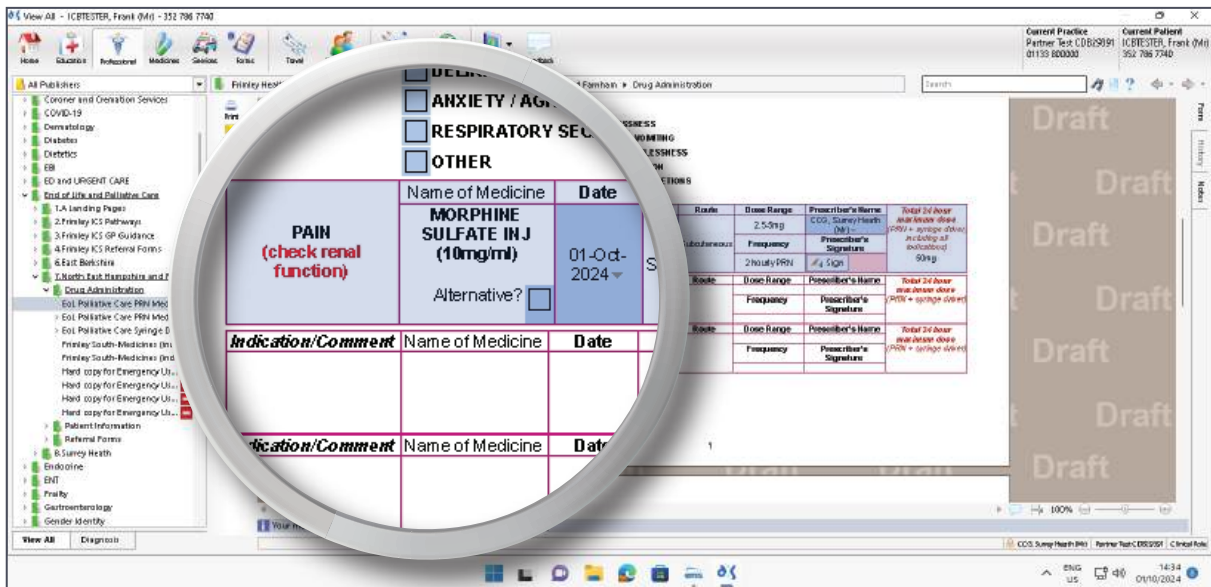 View All - ICBTESTER, Frank (Mr) - 352 786 7740
Home Education Professional Medicines Services Forms Travel
Current Practice
Partner Test CDB29891
01133 800000
Current Patient
ICBTESTER, Frank (Mr)
352 786 7740
All Publishers
Drug Administration
Search
Coroner and Cremation Services
COVID-19
Dermatology
Diabetes
Dietetics
EBI
ED and URGENT CARE
End of Life and Palliative Care
1.A Landing Pages
2.Frimley ICS Pathways
3.Frimley ICS GP Guidance
4.Frimley ICS Referral Forms
6.East Berkshire
7.North East Hampshire and F
Drug Administration
EoL Palliative Care PRN Med
EoL Palliative Care PRN Med
EoL Palliative Care Syringe D
Frimley South-Medicines (Ind
Frimley South-Medicines (Ind
Hard copy for Emergency Us...
Hard copy for Emergency Us...
Hard copy for Emergency Us...
Hard copy for Emergency Us...
Patient Information
Referral Forms
8.Surrey Heath
Endocrine
ENT
Frailty
Gastroenterology
Gender Identity
View All Diagnosis
ANXIETY / AGI
RESPIRATORY SEC
OTHER
Name of Medicine Date
PAIN
(check renal
function)
MORPHINE
SULFATE INJ
(10mg/ml)
Alternative?
01-Oct-
2024
Indication/Comment Name of Medicine Date
dication/Comment Name of Medicine Dat
Route Dose Range Prescriber's Name Total 24 hour
maximum dose
(PRN + syringe driver
including all
indications)
60mg
2.5-5mg
CCG, Surrey Heath
(Mr) -
Frequency Prescriber's
Signature
2 hourly PRN Sign
Route Dose Range Prescriber's Name Total 24 hour
maximum dose
(PRN + syringe driver)
Frequency Prescriber's
Signature
Route Dose Range Prescriber's Name Total 24 hour
maximum dose
(PRN + syringe driver)
Frequency Prescriber's
Signature
1
Draft
Draft
Draft
Draft
Draft
Draft
Form
History
Notes
100%
CCG, Surrey Heath (Mr) Partner Test CDB29891 Clinical Role
ENG
US
14:34
01/10/2024